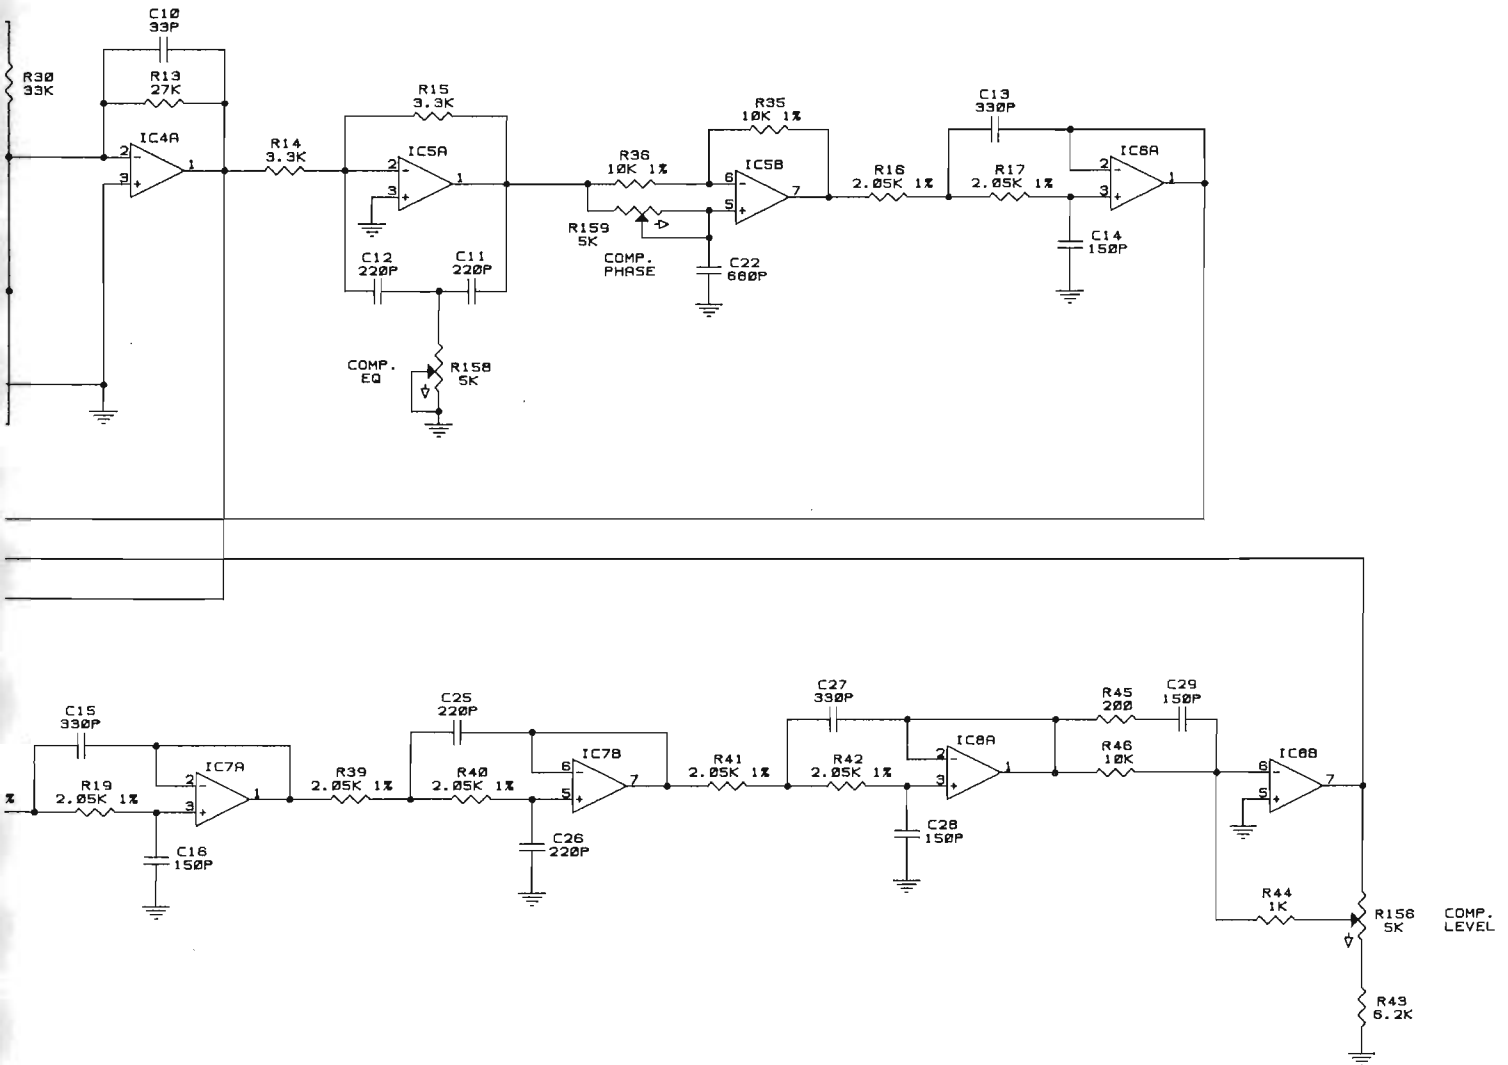 C10
33P
R30
33K
R13
27K
IC4A
2
3
1
R14
3.3K
R15
3.3K
IC5A
2
3
1
C12
220P
C11
220P
COMP.
EQ
R158
5K
R36
10K 1%
R35
10K 1%
IC5B
6
5
7
R159
5K
COMP.
PHASE
C22
680P
R16
2.05K 1%
C13
330P
R17
2.05K 1%
IC6A
2
3
1
C14
150P
C15
330P
%
R19
2.05K 1%
IC7A
2
3
1
C16
150P
R39
2.05K 1%
C25
220P
R40
2.05K 1%
IC7B
6
5
7
C26
220P
R41
2.05K 1%
C27
330P
R42
2.05K 1%
IC8A
2
3
1
C28
150P
R45
200
C29
150P
R46
10K
IC8B
6
5
7
R44
1K
R156
5K
COMP.
LEVEL
R43
6.2K